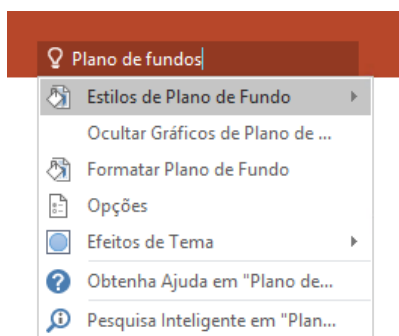 Plano de fundos
Estilos de Plano de Fundo
Ocultar Gráficos de Plano de ...
Formatar Plano de Fundo
Opções
Efeitos de Tema
Obtenha Ajuda em "Plano de...
Pesquisa Inteligente em "Plan...